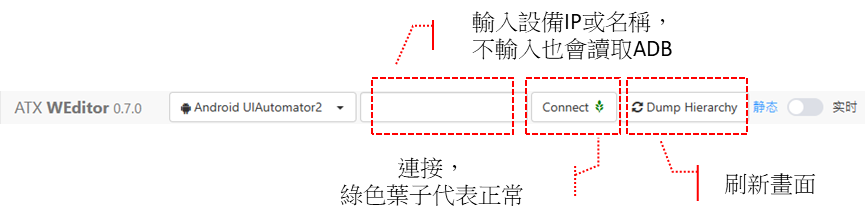 輸入設備IP或名稱，
不輸入也會讀取ADB
ATX WEditor 0.7.0 Android UIAutomator2 Connect Dump Hierarchy 静态 实时
連接，
綠色葉子代表正常
刷新畫面